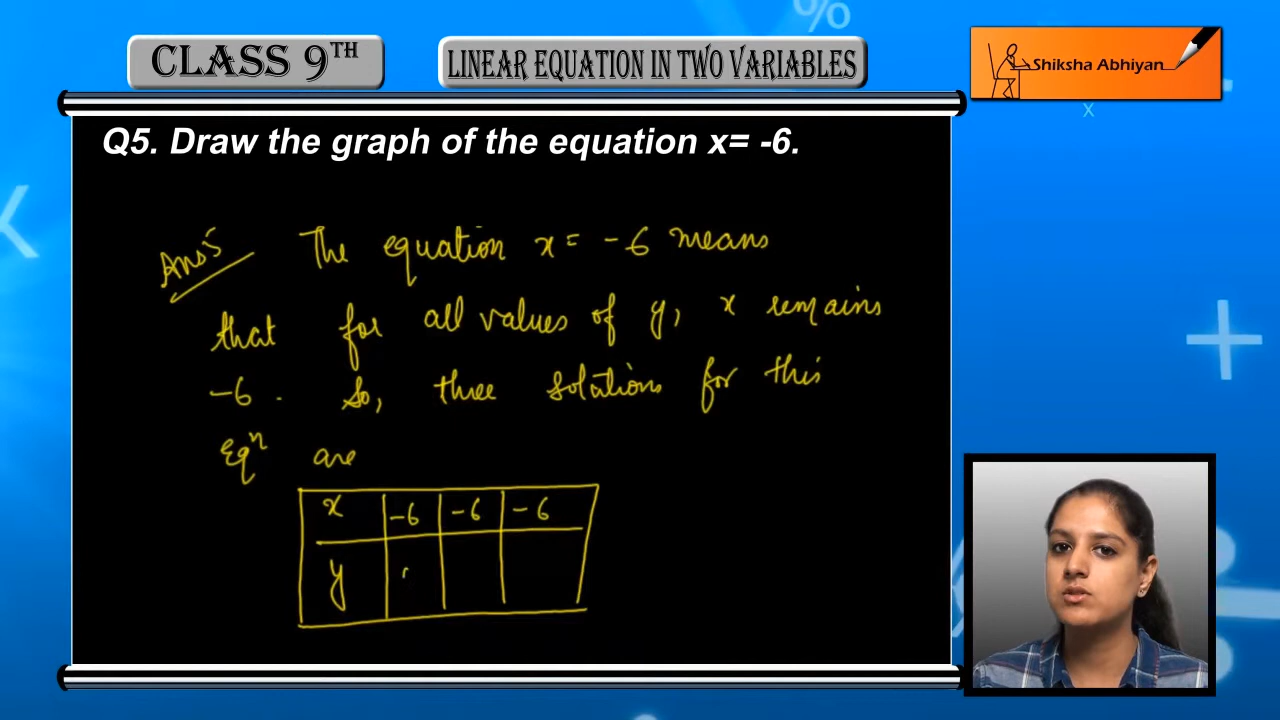 CLASS 9TH
LINEAR EQUATION IN TWO VARIABLES
Shiksha Abhiyan
%
x
Q5. Draw the graph of the equation x= -6.
Ans5 The equation x = -6 means
that for all values of y, x remains
-6. So, three solutions for this
Eqn are
x -6 -6 -6
y